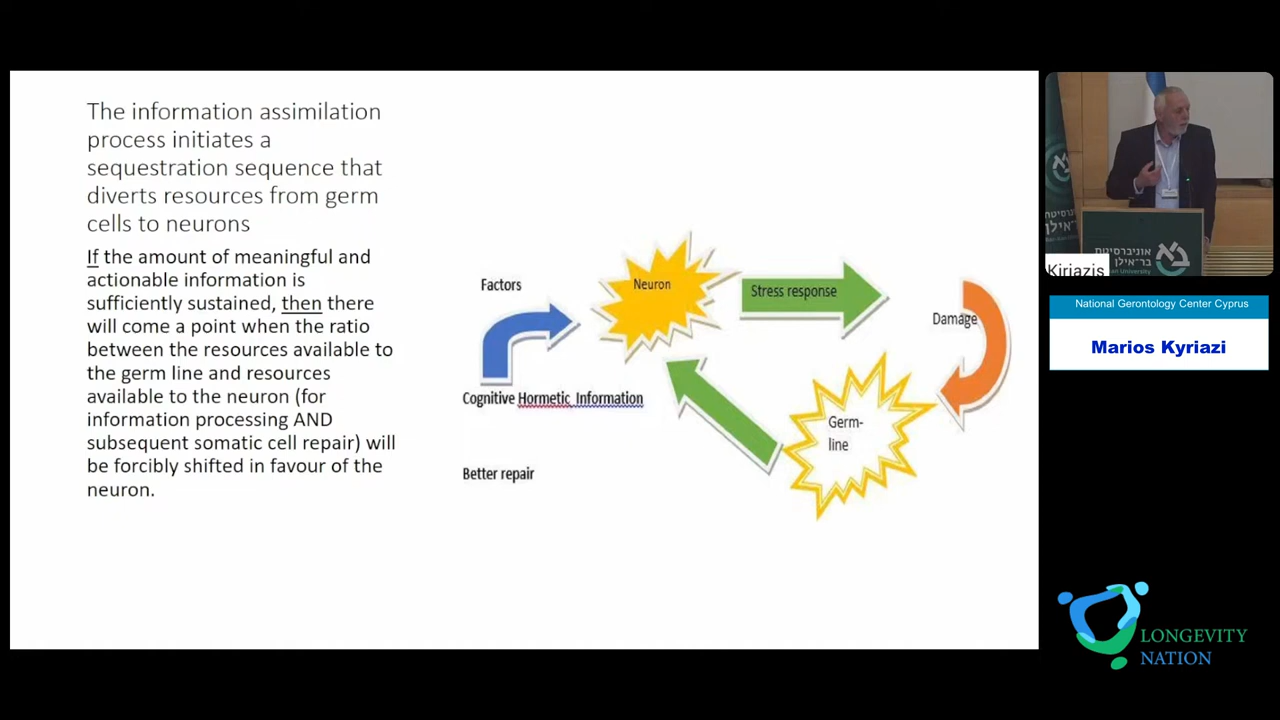 The information assimilation
process initiates a
sequestration sequence that
diverts resources from germ
cells to neurons
If the amount of meaningful and
actionable information is
sufficiently sustained, then there
will come a point when the ratio
between the resources available to
the germ line and resources
available to the neuron (for
information processing AND
subsequent somatic cell repair) will
be forcibly shifted in favour of the
neuron.
Factors
Neuron
Stress response
Damage
Cognitive Hormetic Information
Germ-
line
Better repair
אוניברסיטת
בר-אילן
Kiriazis
National Gerontology Center Cyprus
Marios Kyriazi
LONGEVITY
NATION